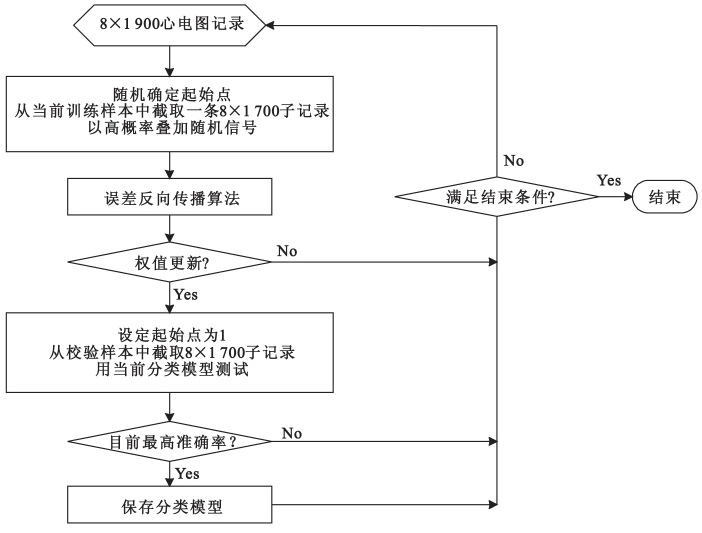 8×1 900心电图记录
随机确定起始点
从当前训练样本中截取一条8×1 700子记录
以高概率叠加随机信号
误差反向传播算法
权值更新?
No
Yes
设定起始点为1
从校验样本中截取8×1 700子记录
用当前分类模型测试
目前最高准确率?
No
Yes
保存分类模型
满足结束条件?
No
Yes
结束